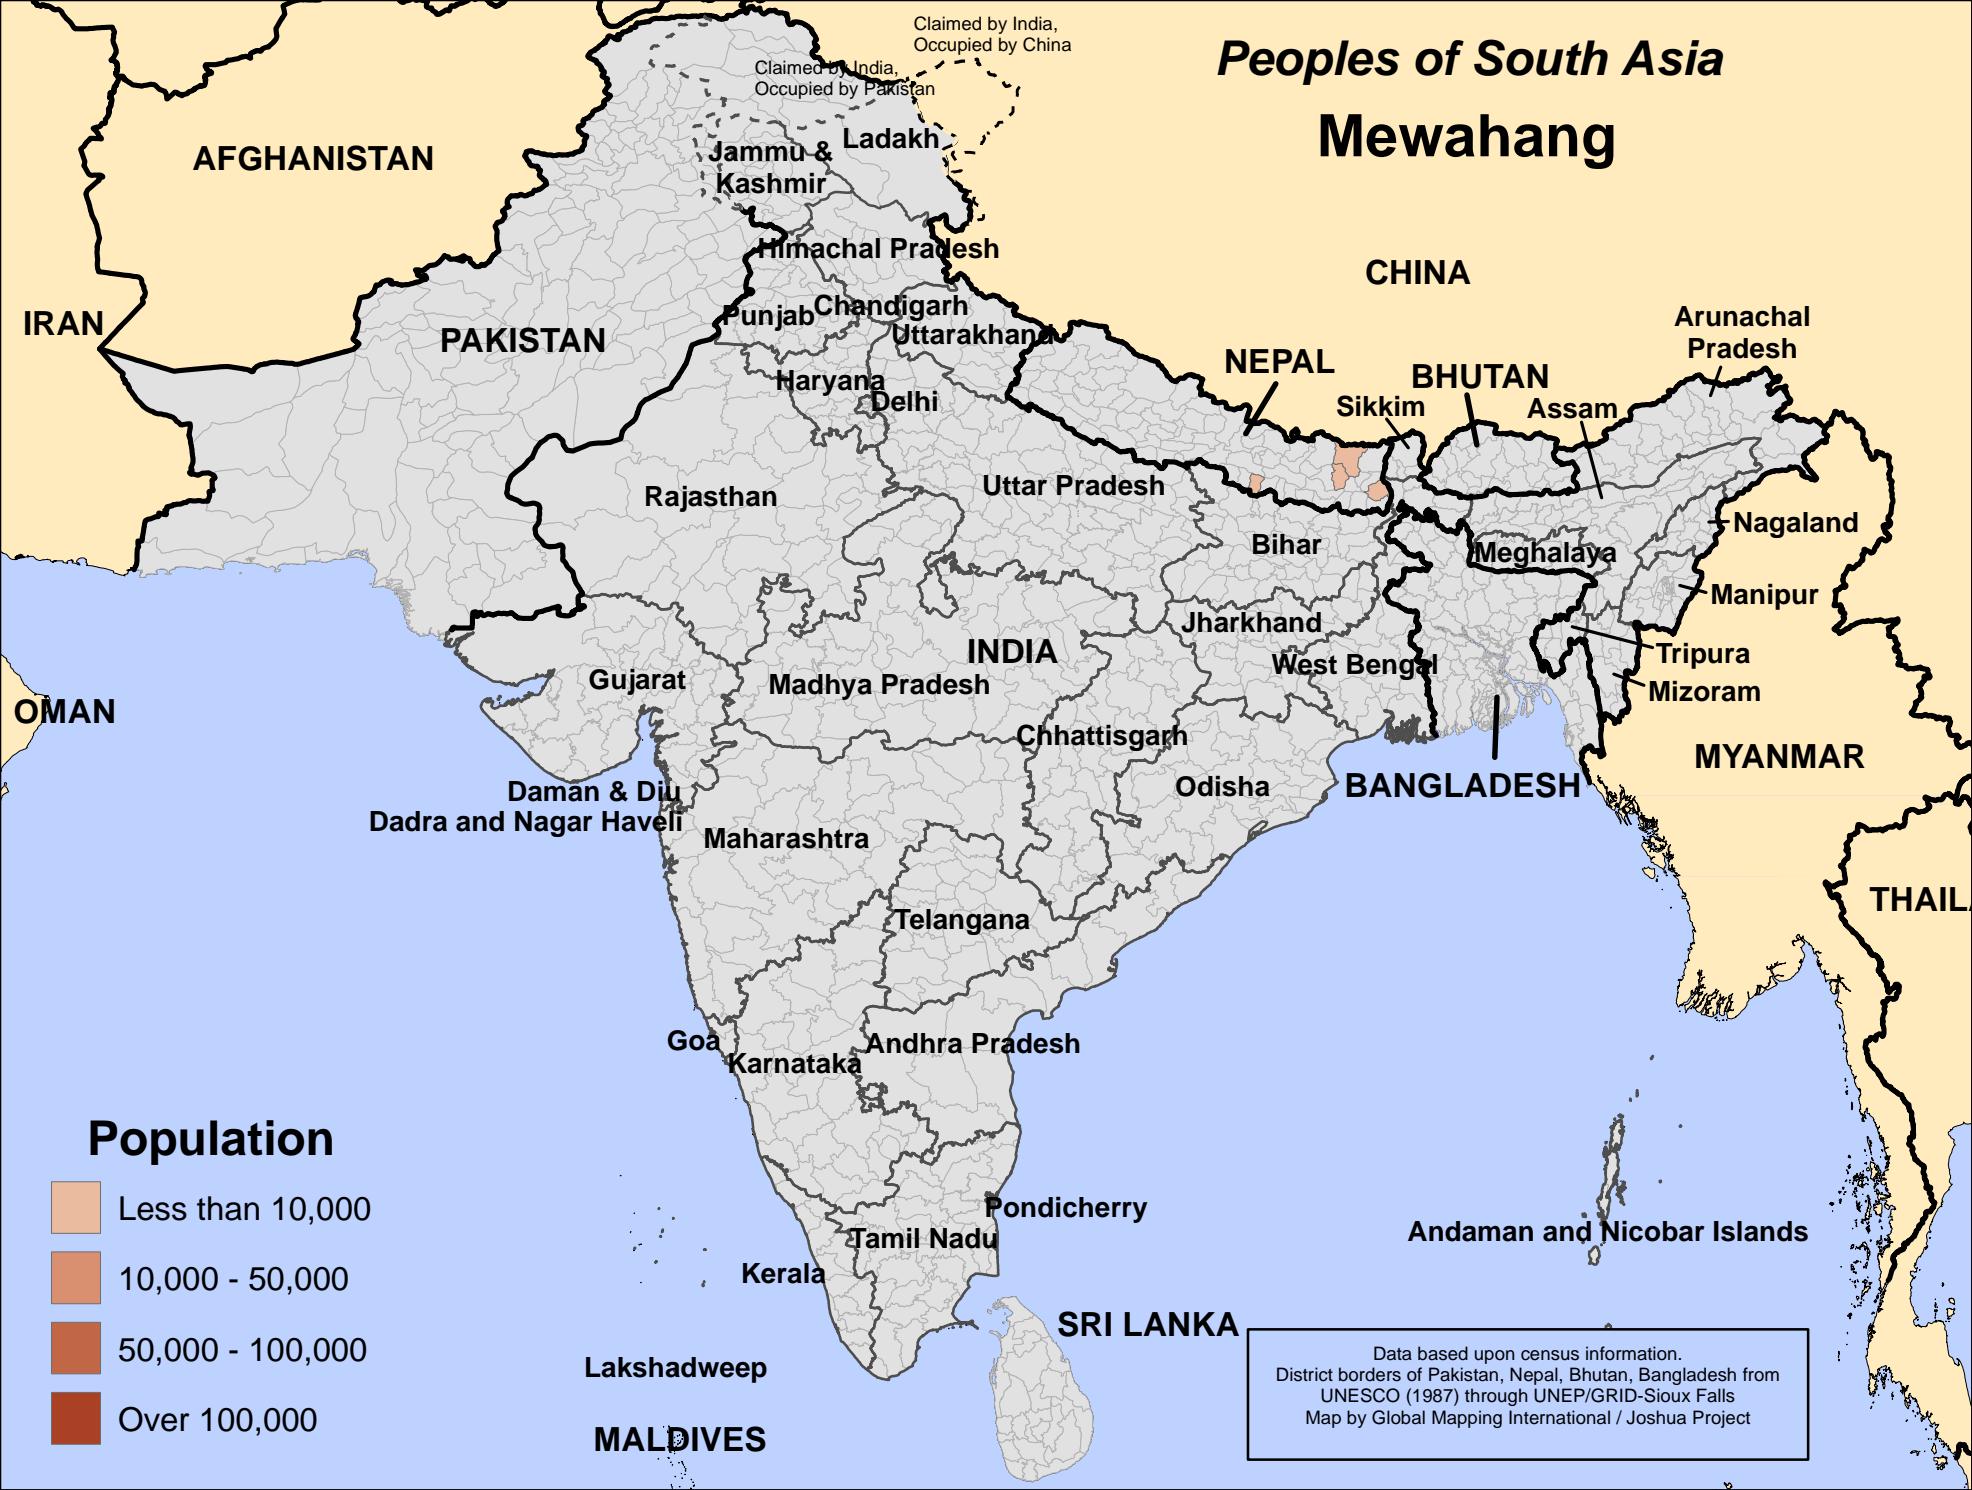 Claimed by India,
Occupied by China
Peoples of South Asia
Mewahang
Claimed by India,
Occupied by Pakistan
AFGHANISTAN
Jammu &
Kashmir
Ladakh
Himachal Pradesh
CHINA
IRAN
PAKISTAN
Punjab
Chandigarh
Uttarakhand
Arunachal
Pradesh
NEPAL
BHUTAN
Haryana
Delhi
Sikkim
Assam
Rajasthan
Uttar Pradesh
Nagaland
Bihar
Meghalaya
Manipur
Jharkhand
INDIA
Tripura
West Bengal
Gujarat
Madhya Pradesh
Mizoram
OMAN
Chhattisgarh
MYANMAR
Odisha
BANGLADESH
Daman & Diu
Dadra and Nagar Haveli
Maharashtra
THAIL
Telangana
Goa
Andhra Pradesh
Karnataka
Population
Less than 10,000
10,000 - 50,000
50,000 - 100,000
Over 100,000
Pondicherry
Tamil Nadu
Andaman and Nicobar Islands
Kerala
SRI LANKA
Lakshadweep
MALDIVES
Data based upon census information.
District borders of Pakistan, Nepal, Bhutan, Bangladesh from
UNESCO (1987) through UNEP/GRID-Sioux Falls
Map by Global Mapping International / Joshua Project